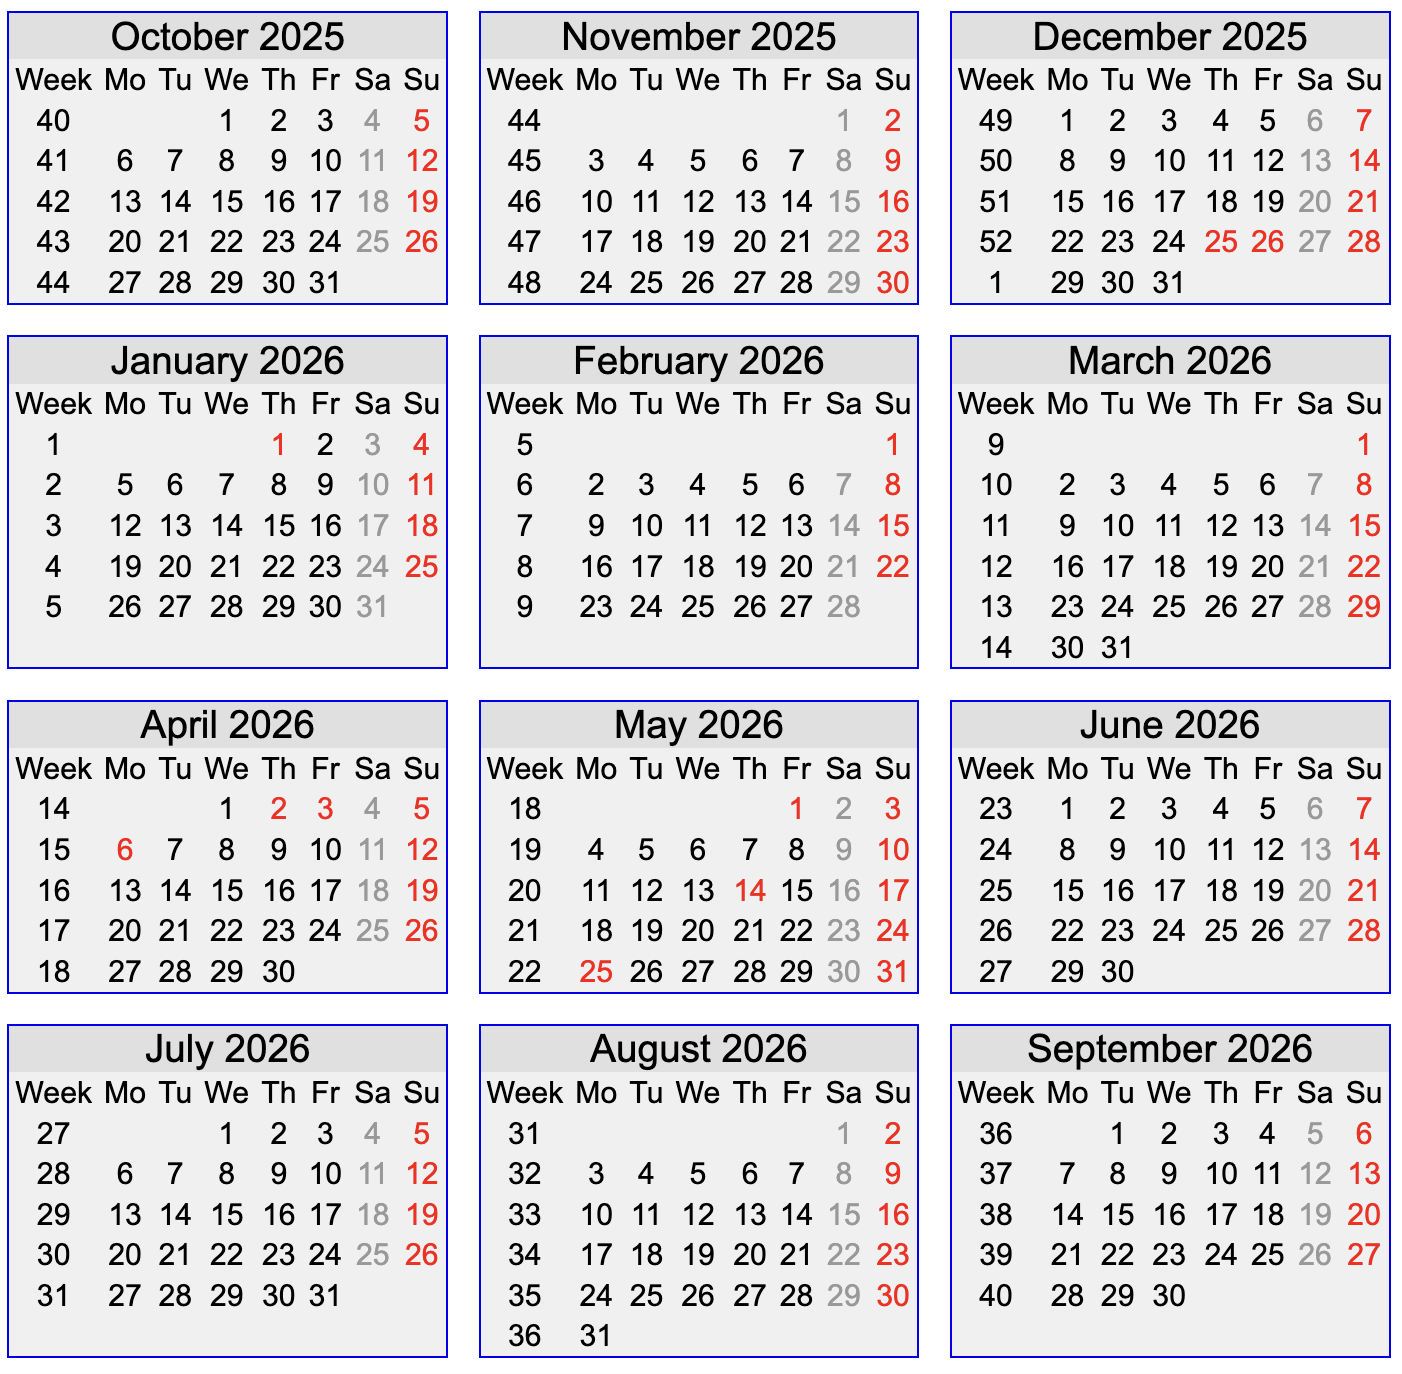 October 2025
Week Mo Tu We Th Fr Sa Su
40 1 2 3 4 5
41 6 7 8 9 10 11 12
42 13 14 15 16 17 18 19
43 20 21 22 23 24 25 26
44 27 28 29 30 31
November 2025
Week Mo Tu We Th Fr Sa Su
44 1 2
45 3 4 5 6 7 8 9
46 10 11 12 13 14 15 16
47 17 18 19 20 21 22 23
48 24 25 26 27 28 29 30
December 2025
Week Mo Tu We Th Fr Sa Su
49 1 2 3 4 5 6 7
50 8 9 10 11 12 13 14
51 15 16 17 18 19 20 21
52 22 23 24 25 26 27 28
1 29 30 31
January 2026
Week Mo Tu We Th Fr Sa Su
1 1 2 3 4
2 5 6 7 8 9 10 11
3 12 13 14 15 16 17 18
4 19 20 21 22 23 24 25
5 26 27 28 29 30 31
February 2026
Week Mo Tu We Th Fr Sa Su
5 1
6 2 3 4 5 6 7 8
7 9 10 11 12 13 14 15
8 16 17 18 19 20 21 22
9 23 24 25 26 27 28
March 2026
Week Mo Tu We Th Fr Sa Su
9 1
10 2 3 4 5 6 7 8
11 9 10 11 12 13 14 15
12 16 17 18 19 20 21 22
13 23 24 25 26 27 28 29
14 30 31
April 2026
Week Mo Tu We Th Fr Sa Su
14 1 2 3 4 5
15 6 7 8 9 10 11 12
16 13 14 15 16 17 18 19
17 20 21 22 23 24 25 26
18 27 28 29 30
May 2026
Week Mo Tu We Th Fr Sa Su
18 1 2 3
19 4 5 6 7 8 9 10
20 11 12 13 14 15 16 17
21 18 19 20 21 22 23 24
22 25 26 27 28 29 30 31
June 2026
Week Mo Tu We Th Fr Sa Su
23 1 2 3 4 5 6 7
24 8 9 10 11 12 13 14
25 15 16 17 18 19 20 21
26 22 23 24 25 26 27 28
27 29 30
July 2026
Week Mo Tu We Th Fr Sa Su
27 1 2 3 4 5
28 6 7 8 9 10 11 12
29 13 14 15 16 17 18 19
30 20 21 22 23 24 25 26
31 27 28 29 30 31
August 2026
Week Mo Tu We Th Fr Sa Su
31 1 2
32 3 4 5 6 7 8 9
33 10 11 12 13 14 15 16
34 17 18 19 20 21 22 23
35 24 25 26 27 28 29 30
36 31
September 2026
Week Mo Tu We Th Fr Sa Su
36 1 2 3 4 5 6
37 7 8 9 10 11 12 13
38 14 15 16 17 18 19 20
39 21 22 23 24 25 26 27
40 28 29 30